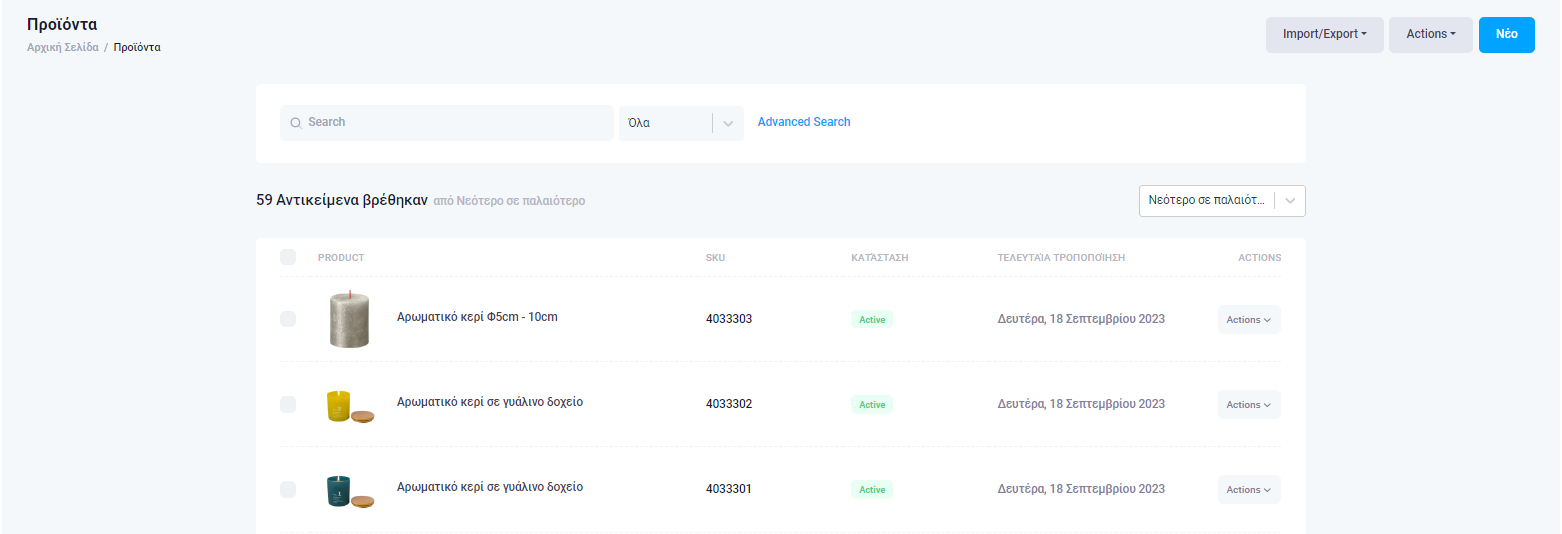 Προϊόντα
Αρχική Σελίδα / Προϊόντα
Import/Export
Actions
Νέο
Search
Όλα
Advanced Search
59 Αντικείμενα βρέθηκαν από Νεότερο σε παλαιότερο
Νεότερο σε παλαιότ...
PRODUCT SKU ΚΑΤΆΣΤΑΣΗ ΤΕΛΕΥΤΑΊΑ ΤΡΟΠΟΠΟΊΗΣΗ ACTIONS
Αρωματικό κερί Φ5cm - 10cm 4033303 Active Δευτέρα, 18 Σεπτεμβρίου 2023 Actions
Αρωματικό κερί σε γυάλινο δοχείο 4033302 Active Δευτέρα, 18 Σεπτεμβρίου 2023 Actions
Αρωματικό κερί σε γυάλινο δοχείο 4033301 Active Δευτέρα, 18 Σεπτεμβρίου 2023 Actions